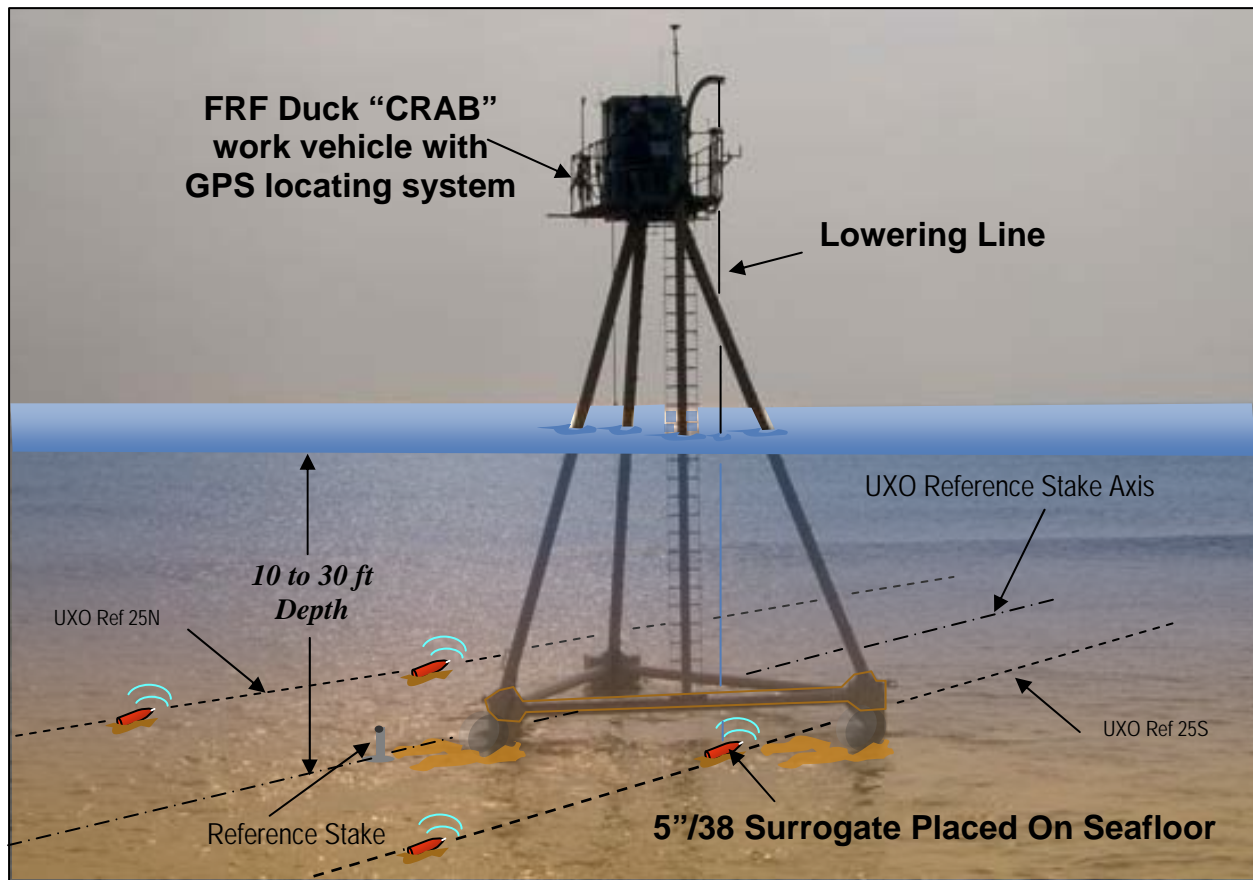 FRF Duck “CRAB”
work vehicle with
GPS locating system
Lowering Line
UXO Reference Stake Axis
10 to 30 ft
Depth
UXO Ref 25N
UXO Ref 25S
Reference Stake
5”/38 Surrogate Placed On Seafloor